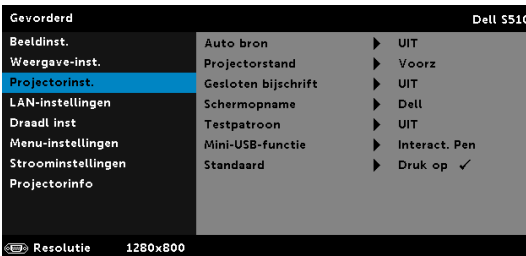 Gevorderd Dell S510
Beeldinst. Auto bron UIT
Weergave-inst. Projectorstand Voorz
Projectorinst. Gesloten bijschrift UIT
LAN-instellingen Schermopname Dell
Draadl inst Testpatroon UIT
Menu-instellingen Mini-USB-functie Interact. Pen
Stroominstellingen Standaard Druk op ✓
Projectorinfo
Resolutie 1280x800